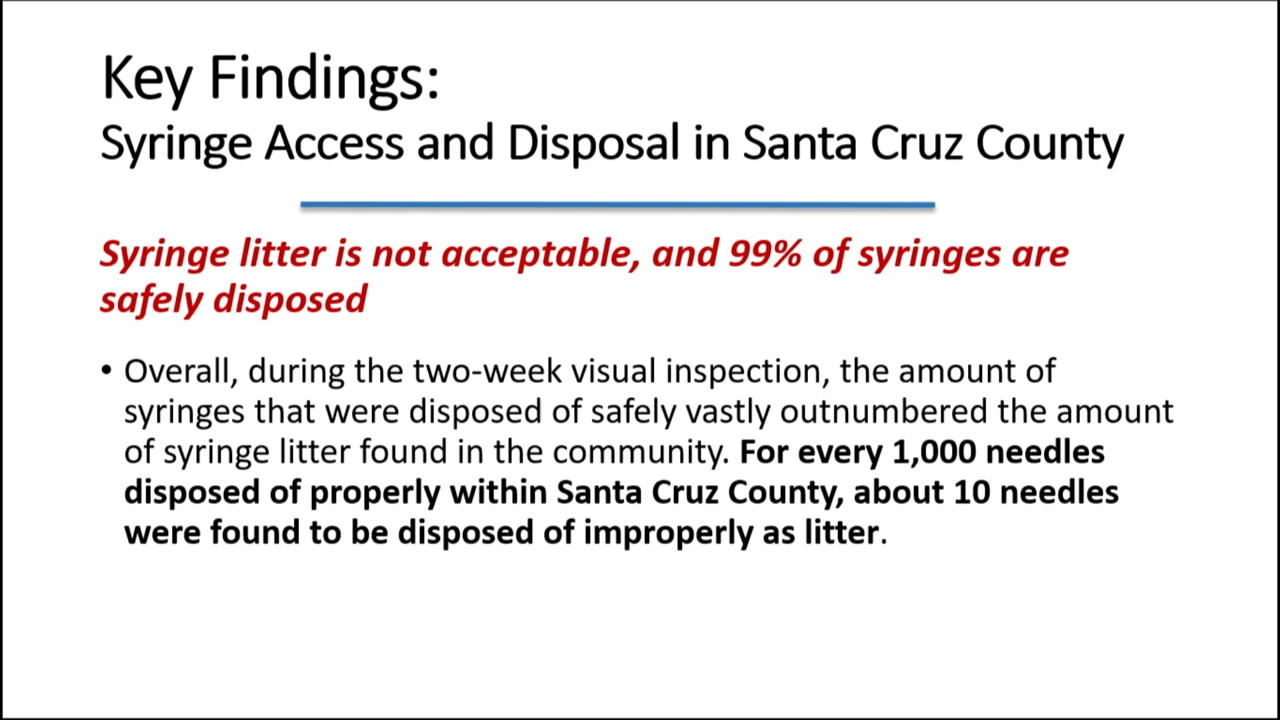 Key Findings:
Syringe Access and Disposal in Santa Cruz County
Syringe litter is not acceptable, and 99% of syringes are
safely disposed
• Overall, during the two-week visual inspection, the amount of
syringes that were disposed of safely vastly outnumbered the amount
of syringe litter found in the community. For every 1,000 needles
disposed of properly within Santa Cruz County, about 10 needles
were found to be disposed of improperly as litter.